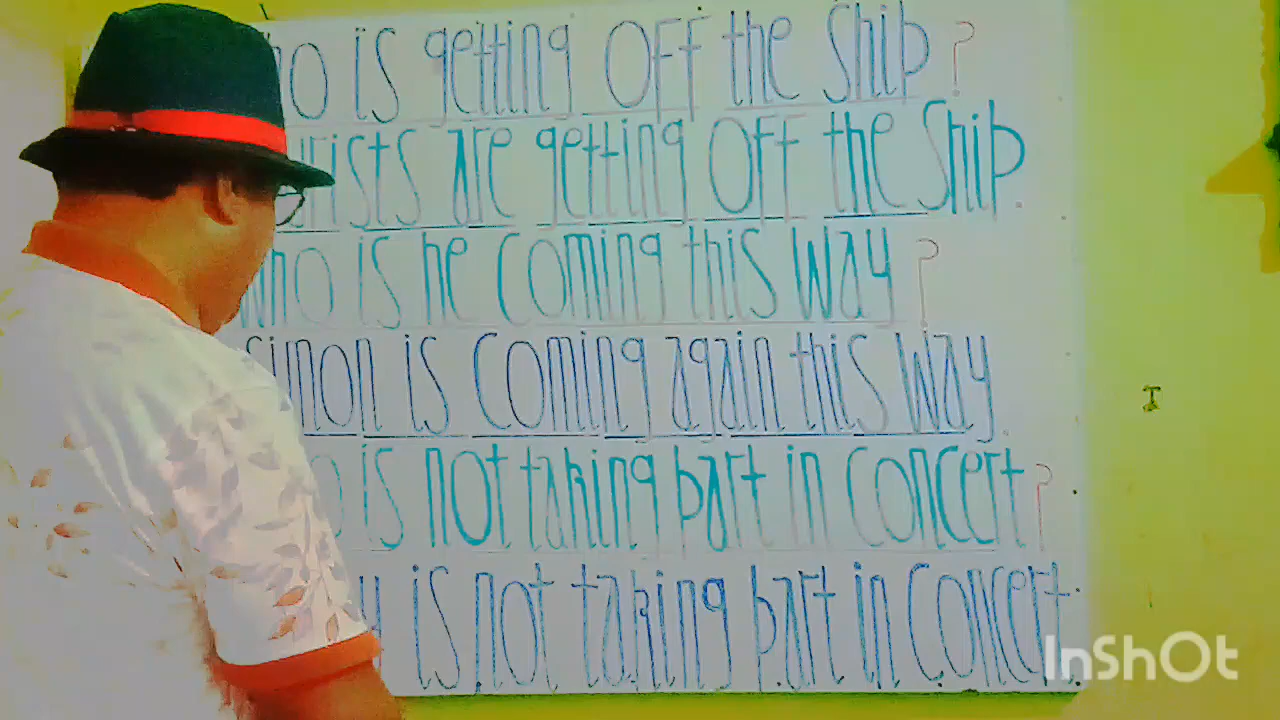 is getting off the Ship?
are getting off the Ship.
Who is he coming this way?
Simon is coming again this way.
is not taking part in concert?
is not taking part in concert.
InShOt